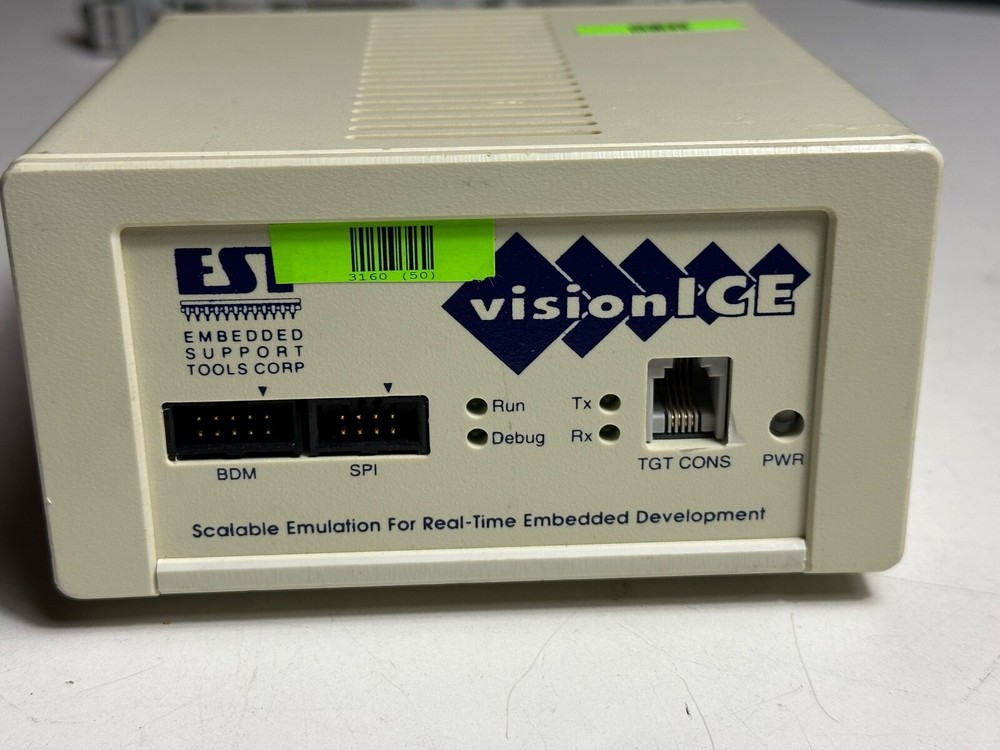 EST
3160 (50)
visionICE
EMBEDDED
SUPPORT
TOOLS CORP
Run
Tx
Debug
Rx
BDM
SPI
TGT CONS
PWR
Scalable Emulation For Real-Time Embedded Development